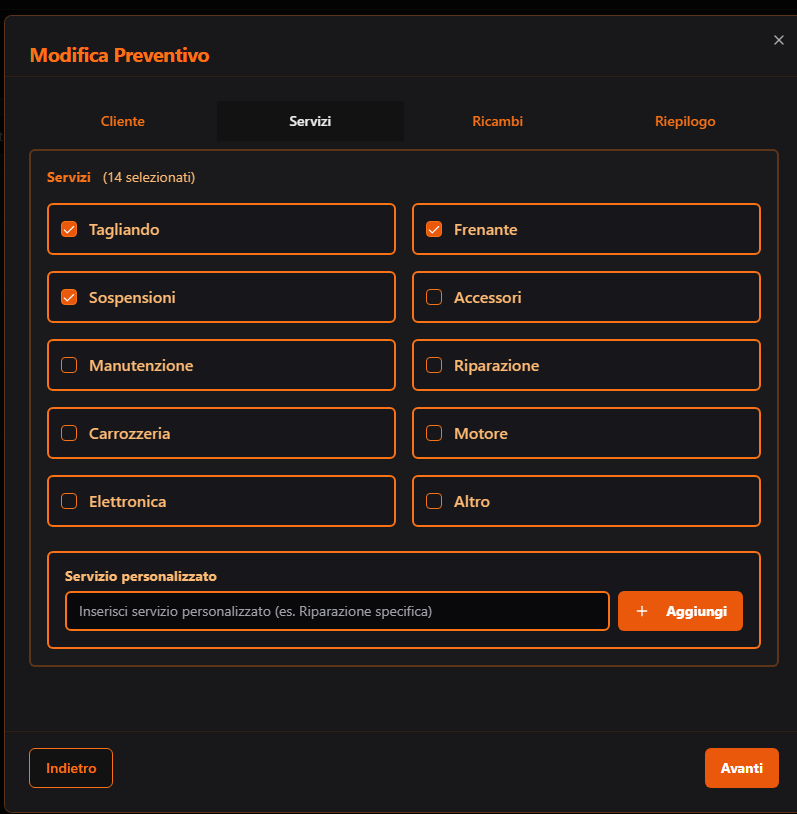 Modifica Preventivo
Cliente Servizi Ricambi Riepilogo
Servizi (14 selezionati)
Tagliando Frenante
Sospensioni Accessori
Manutenzione Riparazione
Carrozzeria Motore
Elettronica Altro
Servizio personalizzato
Inserisci servizio personalizzato (es. Riparazione specifica) + Aggiungi
Indietro Avanti